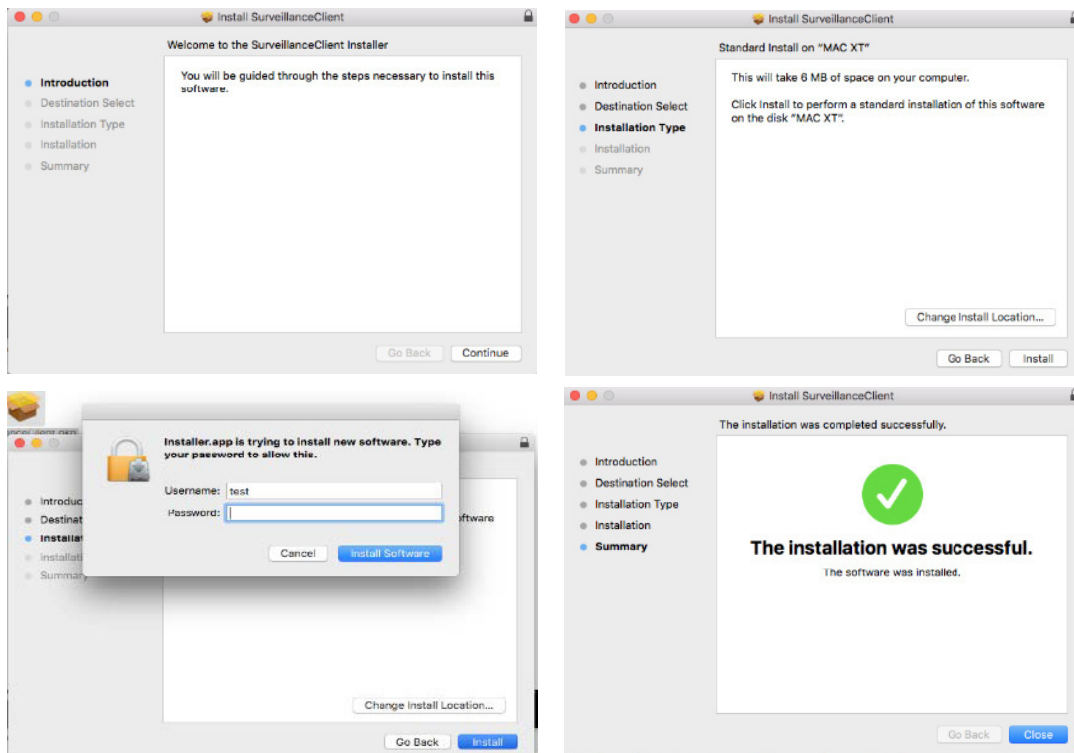 Install SurveillanceClient
Welcome to the SurveillanceClient Installer
Introduction
Destination Select
Installation Type
Installation
Summary
You will be guided through the steps necessary to install this
software.
Go Back
Continue
Install SurveillanceClient
Standard Install on “MAC XT”
Introduction
Destination Select
Installation Type
Installation
Summary
This will take 6 MB of space on your computer.
Click Install to perform a standard installation of this software
on the disk “MAC XT”.
Change Install Location...
Go Back
Install
Installer.app is trying to install new software. Type
your password to allow this.
Username: test
Password:
Cancel
Install Software
Introduc
Destinat
Installat
Installati
Summary
oftware
Change Install Location...
Go Back
Install
Install SurveillanceClient
The installation was completed successfully.
Introduction
Destination Select
Installation Type
Installation
Summary
The installation was successful.
The software was installed.
Go Back
Close